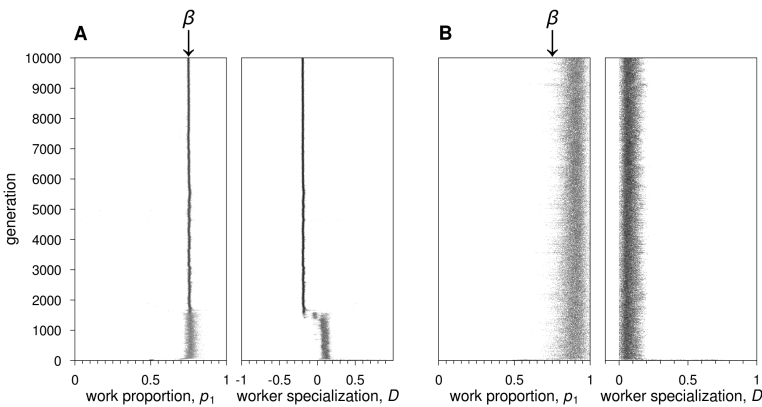 β β
A B
10000
9000
8000
7000
6000
5000
4000
3000
2000
1000
0
generation
0 0.5 1 -1 -0.5 0 0.5 0 0.5 1 0 0.5 1
work proportion, p1 worker specialization, D work proportion, p1 worker specialization, D